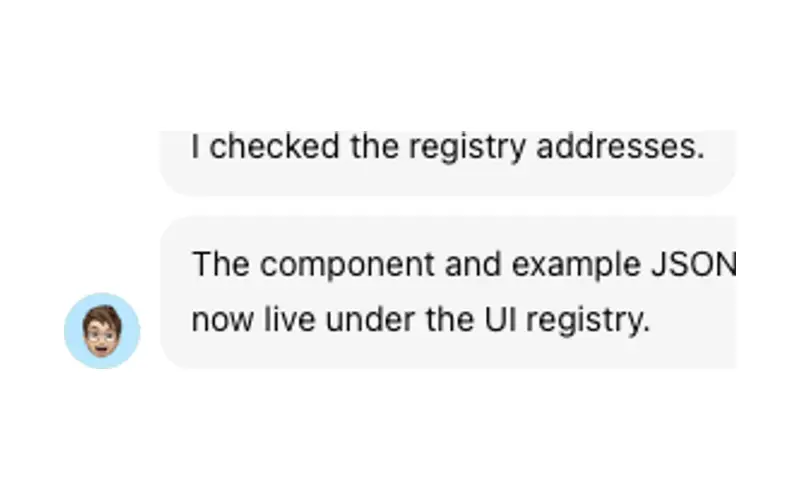 I checked the registry addresses.
The component and example JSON
now live under the UI registry.